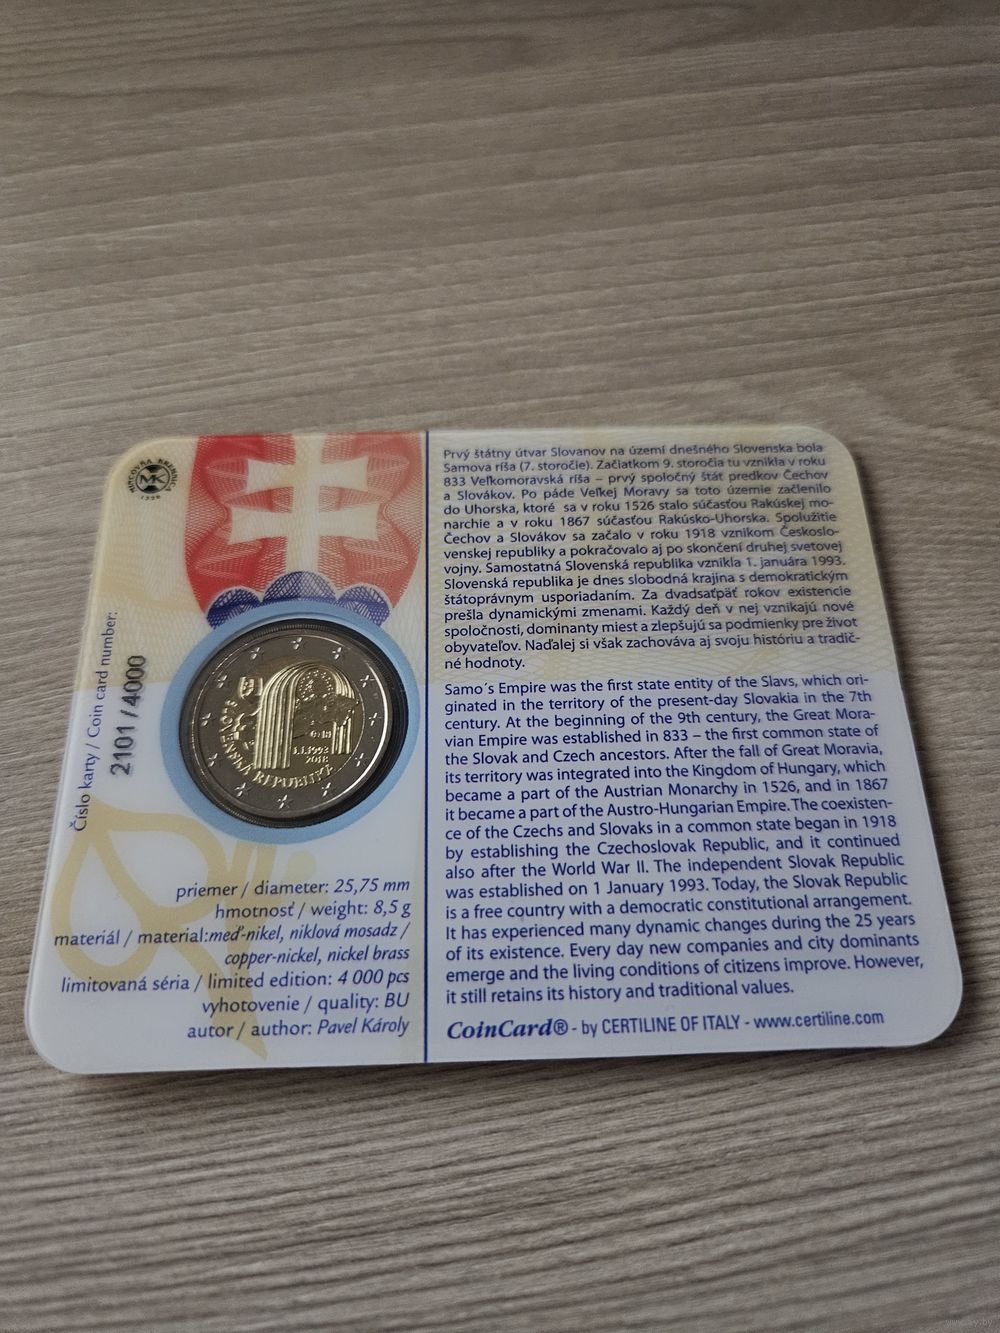 MINCOVŇA KREMNICA
MK
1328
Číslo karty / Coin card number:
2101 / 4000
SLOVENSKÁ REPUBLIKA
1.1.1993
2018
priemer / diameter: 25,75 mm
hmotnosť / weight: 8,5 g
materiál / material:meď-nikel, niklová mosadz /
copper-nickel, nickel brass
limitovaná séria / limited edition: 4 000 pcs
vyhotovenie / quality: BU
autor / author: Pavel Károly
Prvý štátny útvar Slovanov na území dnešného Slovenska bola
Samova ríša (7. storočie). Začiatkom 9. storočia tu vznikla v roku
833 Veľkomoravská ríša – prvý spoločný štát predkov Čechov
a Slovákov. Po páde Veľkej Moravy sa toto územie začlenilo
do Uhorska, ktoré sa v roku 1526 stalo súčasťou Rakúskej mo-
narchie a v roku 1867 súčasťou Rakúsko-Uhorska. Spolužitie
Čechov a Slovákov sa začalo v roku 1918 vznikom Českoslo-
venskej republiky a pokračovalo aj po skončení druhej svetovej
vojny. Samostatná Slovenská republika vznikla 1. januára 1993.
Slovenská republika je dnes slobodná krajina s demokratickým
štátoprávnym usporiadaním. Za dvadsaťpäť rokov existencie
prešla dynamickými zmenami. Každý deň v nej vznikajú nové
spoločnosti, dominanty miest a zlepšujú sa podmienky pre život
obyvateľov. Naďalej si však zachováva aj svoju históriu a tradič-
né hodnoty.
Samo´s Empire was the first state entity of the Slavs, which ori-
ginated in the territory of the present-day Slovakia in the 7th
century. At the beginning of the 9th century, the Great Mora-
vian Empire was established in 833 – the first common state of
the Slovak and Czech ancestors. After the fall of Great Moravia,
its territory was integrated into the Kingdom of Hungary, which
became a part of the Austrian Monarchy in 1526, and in 1867
it became a part of the Austro-Hungarian Empire. The coexisten-
ce of the Czechs and Slovaks in a common state began in 1918
by establishing the Czechoslovak Republic, and it continued
also after the World War II. The independent Slovak Republic
was established on 1 January 1993. Today, the Slovak Republic
is a free country with a democratic constitutional arrangement.
It has experienced many dynamic changes during the 25 years
of its existence. Every day new companies and city dominants
emerge and the living conditions of citizens improve. However,
it still retains its history and traditional values.
CoinCard® - by CERTILINE OF ITALY - www.certiline.com